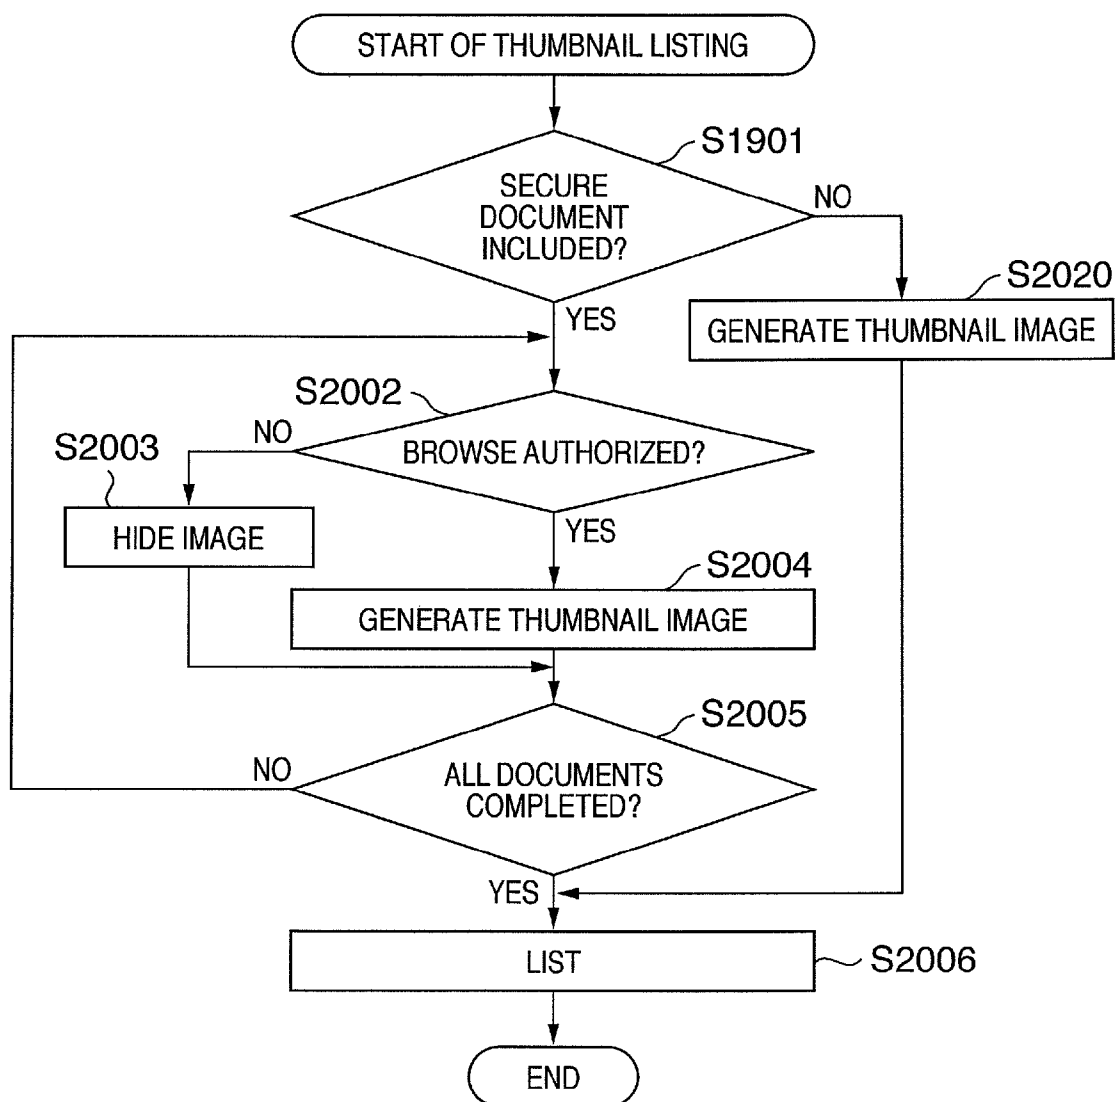 START OF THUMBNAIL LISTING
S1901
SECURE
DOCUMENT
INCLUDED?
NO
YES
S2020
GENERATE THUMBNAIL IMAGE
S2002
BROWSE AUTHORIZED?
NO
YES
S2003
HIDE IMAGE
S2004
GENERATE THUMBNAIL IMAGE
S2005
ALL DOCUMENTS
COMPLETED?
NO
YES
LIST
S2006
END